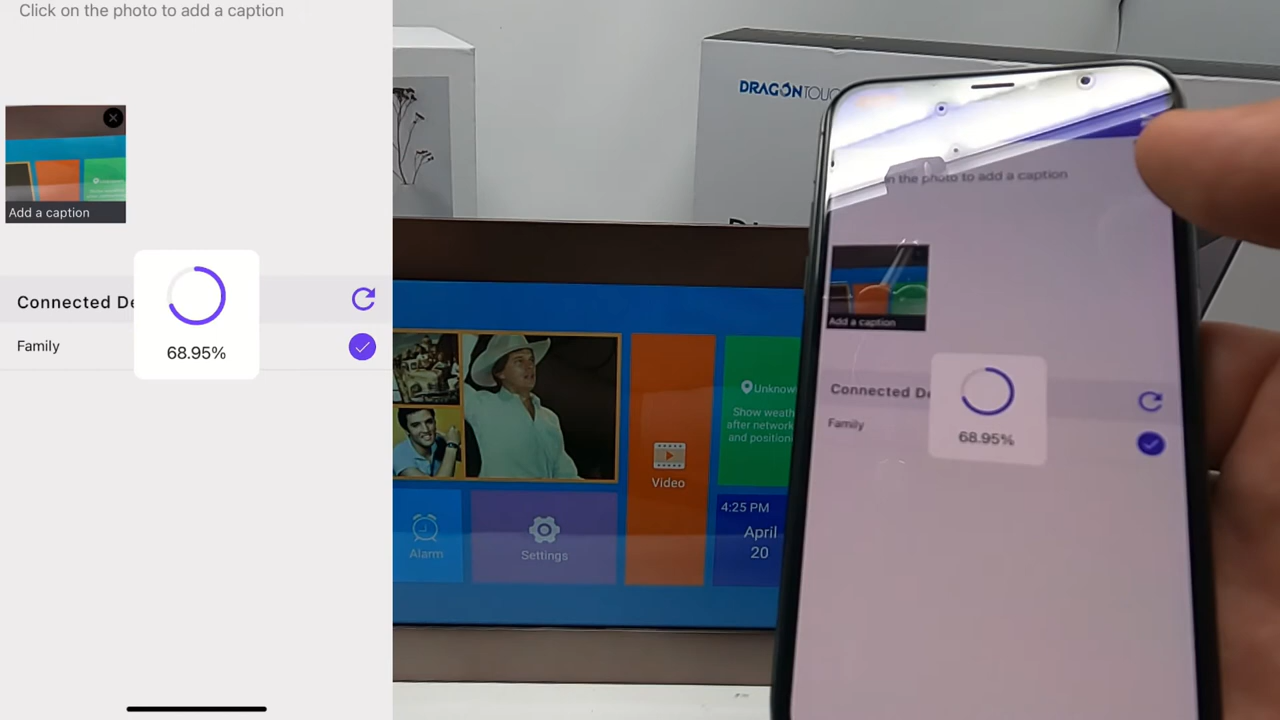 Click on the photo to add a caption
Add a caption
Connected De
Family
68.95%
DRAGONTOUC
Unknow
Show weath
after network
and position
Video
4:25 PM
April
20
Alarm
Settings
n the photo to add a caption
Add a caption
Connected De
Family
68.95%